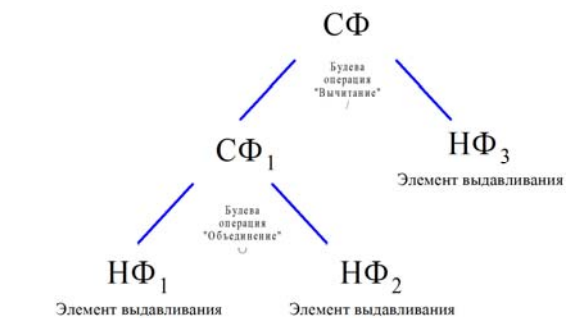 СФ
Булева
операция
"Вычитание"
/
СФ₁
НФ₃
Элемент выдавливания
Булева
операция
"Объединение"
∪
НФ₁
НФ₂
Элемент выдавливания
Элемент выдавливания